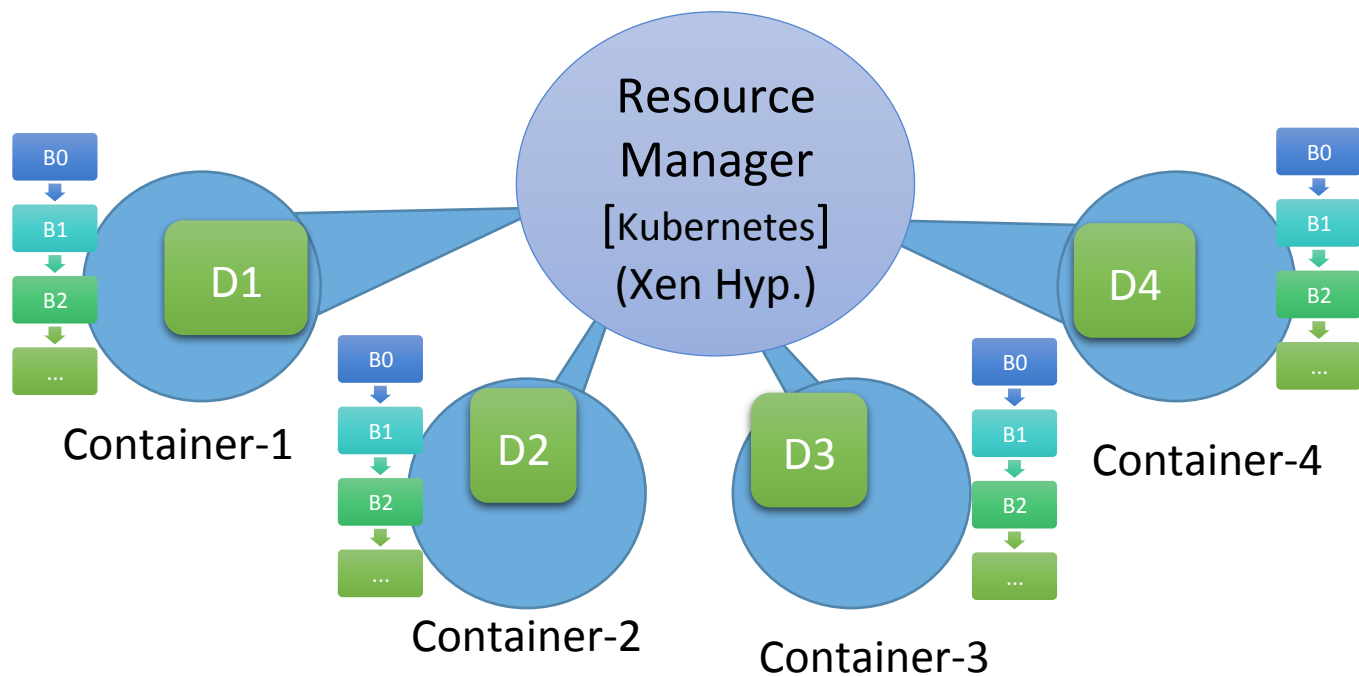 Resource
Manager
[Kubernetes]
(Xen Hyp.)
B0
B1
B2
...
D1
Container-1
B0
B1
B2
...
D2
Container-2
D3
B0
B1
B2
...
Container-3
D4
B0
B1
B2
...
Container-4